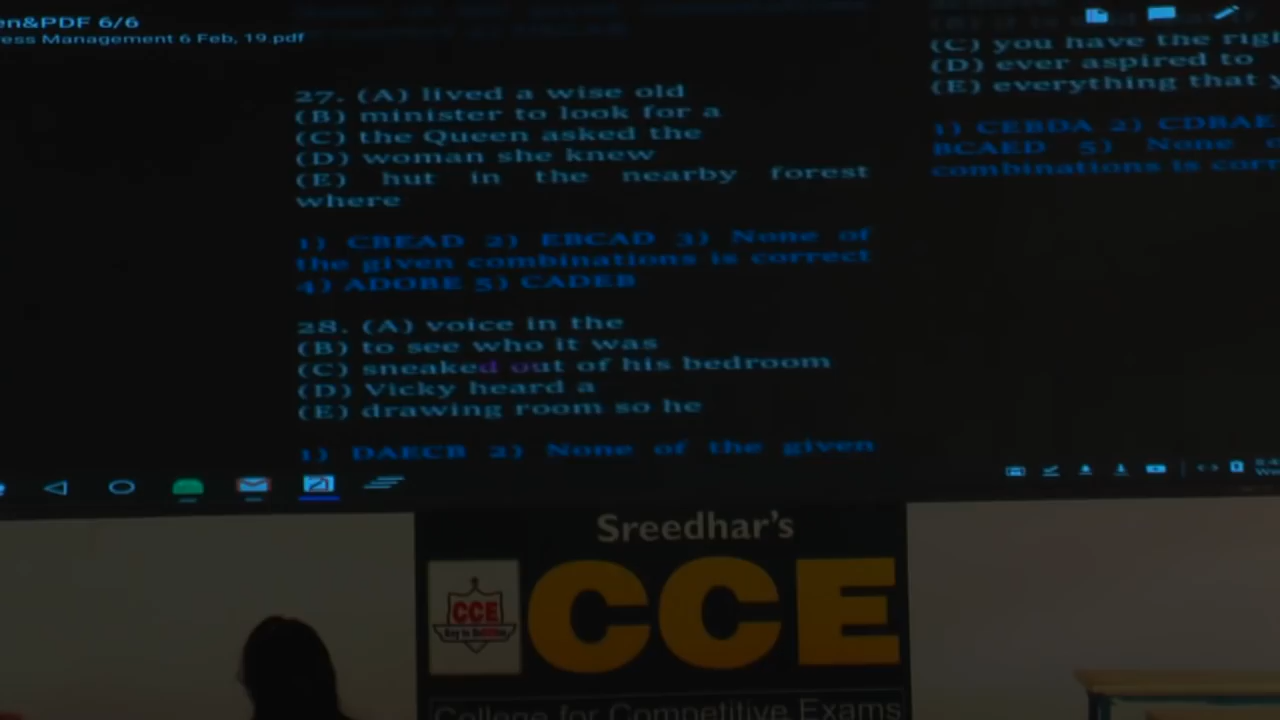 en&PDF 6/6
ess Management 6 Feb, 19.pdf
27. (A) lived a wise old
(B) minister to look for a
(C) the Queen asked the
(D) woman she knew
(E) hut in the nearby forest
where
1) CBEAD 2) EBCAD 3) None of
the given combinations is correct
4) ADOBE 5) CADEB
28. (A) voice in the
(B) to see who it was
(C) sneaked out of his bedroom
(D) Vicky heard a
(E) drawing room so he
1) DAECB 2) None of the given
(C) you have the righ
(D) ever aspired to
(E) everything that y
1) CEBDA 2) CDBAE
BCAED 5) None
combinations is corr
Sreedhar's
CCE
CCE
College for Competitive Exams